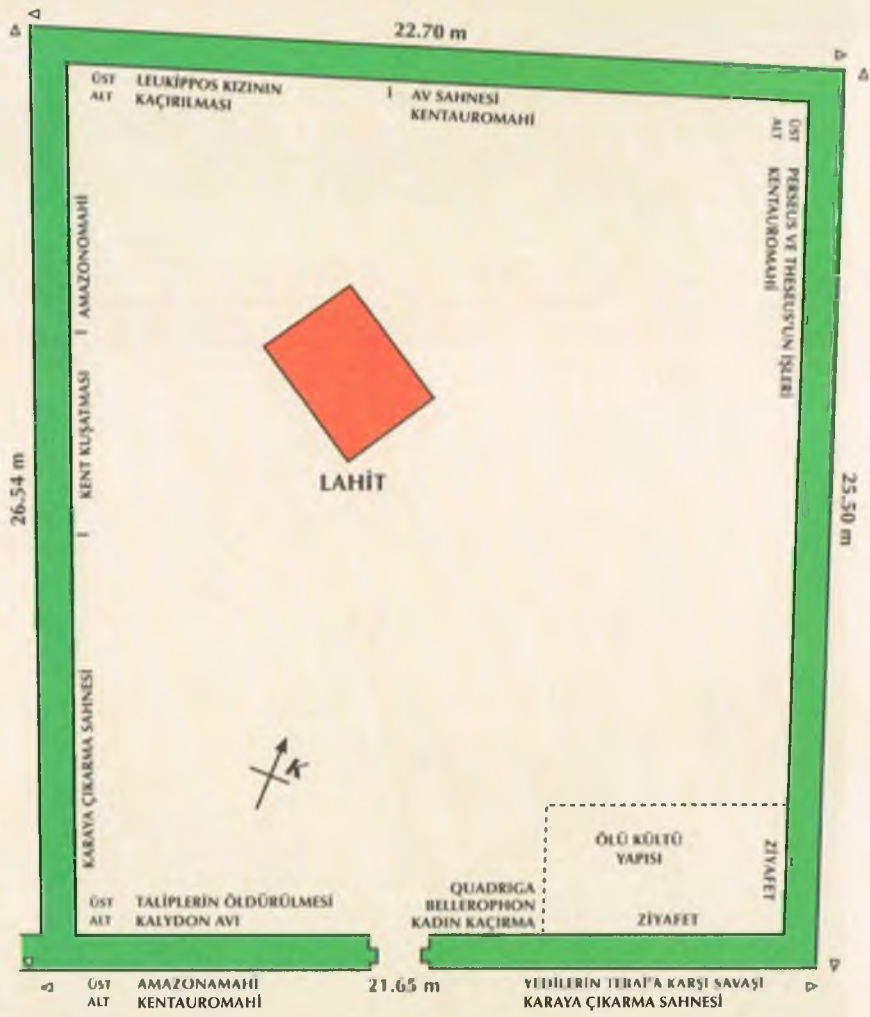 22.70 m
ÜST LEUKİPPOS KIZININ
ALT KAÇIRILMASI
I AV SAHNESİ
KENTAUROMAHİ
ÜST PERSEUS VE THESEUS'UN İŞLERİ
ALT KENTAUROMAHİ
AMAZONOMAHİ
I
KENT KUŞATMASI
I
KARAYA ÇIKARMA SAHNESİ
26.54 m
LAHİT
25.50 m
K
ÖLÜ KÜLTÜ
YAPISI
ZİYAFET
ZİYAFET
QUADRIGA
BELLEROPHON
KADIN KAÇIRMA
ÜST TALİPLERİN ÖLDÜRÜLMESİ
ALT KALYDON AVI
ÜST AMAZONAMAHİ
ALT KENTAUROMAHİ
21.65 m
YEDİLERİN TEBAİ'A KARŞI SAVAŞI
KARAYA ÇIKARMA SAHNESİ